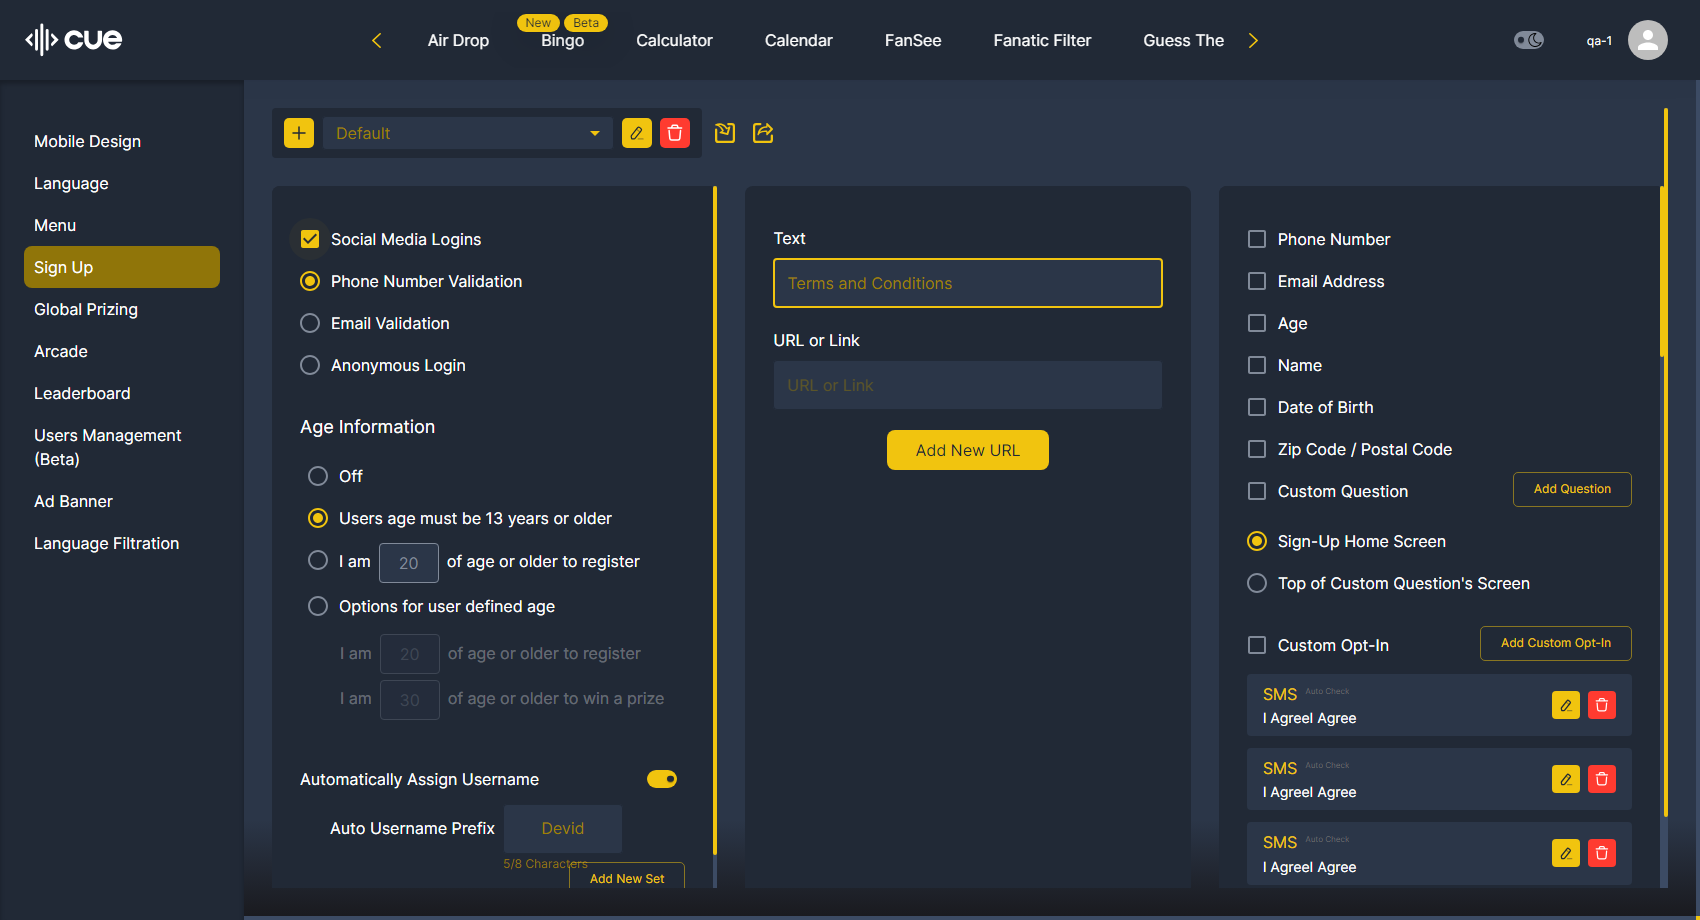 cue
Air Drop
New
Beta
Bingo
Calculator
Calendar
FanSee
Fanatic Filter
Guess The
qa-1
Mobile Design
Language
Menu
Sign Up
Global Prizing
Arcade
Leaderboard
Users Management
(Beta)
Ad Banner
Language Filtration
Default
Social Media Logins
Phone Number Validation
Email Validation
Anonymous Login
Age Information
Off
Users age must be 13 years or older
I am 20 of age or older to register
Options for user defined age
I am 20 of age or older to register
I am 30 of age or older to win a prize
Automatically Assign Username
Auto Username Prefix Devid
5/8 Characters
Add New Set
Text
Terms and Conditions
URL or Link
URL or Link
Add New URL
Phone Number
Email Address
Age
Name
Date of Birth
Zip Code / Postal Code
Custom Question
Add Question
Sign-Up Home Screen
Top of Custom Question's Screen
Custom Opt-In
Add Custom Opt-In
SMS Auto Check
I AgreeI Agree
SMS Auto Check
I AgreeI Agree
SMS Auto Check
I AgreeI Agree